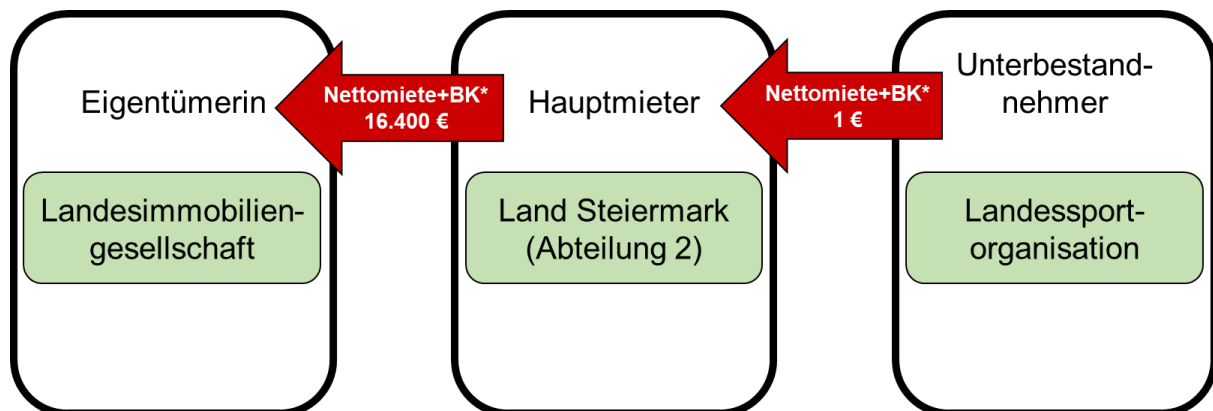 Eigentümerin
Landesimmobilien-
gesellschaft
Nettomiete+BK*
16.400 €
Hauptmieter
Land Steiermark
(Abteilung 2)
Nettomiete+BK*
1 €
Unterbestand-
nehmer
Landessport-
organisation